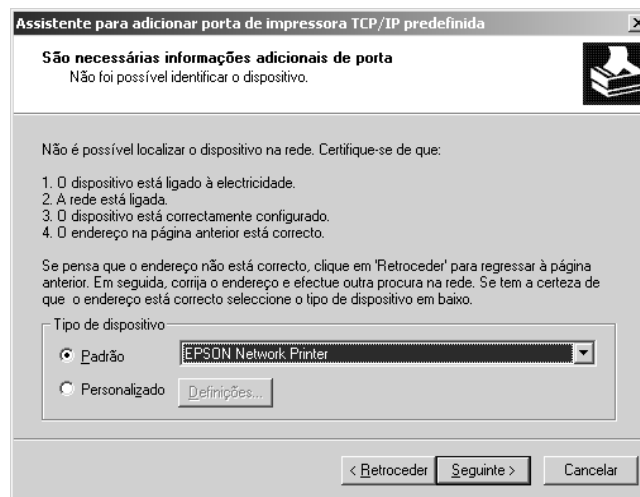 Assistente para adicionar porta de impressora TCP/IP predefinida
São necessárias informações adicionais de porta
Não foi possível identificar o dispositivo.
Não é possível localizar o dispositivo na rede. Certifique-se de que:
1. O dispositivo está ligado à electricidade.
2. A rede está ligada.
3. O dispositivo está correctamente configurado.
4. O endereço na página anterior está correcto.
Se pensa que o endereço não está correcto, clique em 'Retroceder' para regressar à página
anterior. Em seguida, corrija o endereço e efectue outra procura na rede. Se tem a certeza de
que o endereço está correcto seleccione o tipo de dispositivo em baixo.
Tipo de dispositivo
Padrão
EPSON Network Printer
Personalizado
Definições...
< Retroceder
Seguinte >
Cancelar